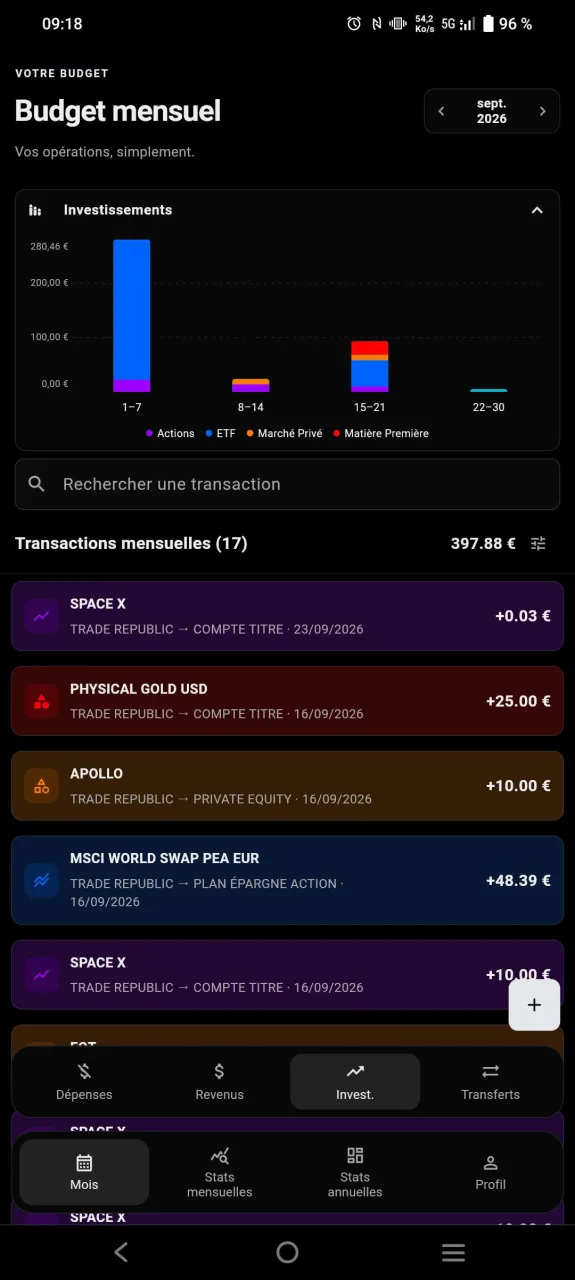 09:18
54,2
Ko/s
5G
96 %
VOTRE BUDGET
Budget mensuel
sept.
2026
Vos opérations, simplement.
Investissements
280,46 €
200,00 €
100,00 €
0,00 €
1–7
8–14
15–21
22–30
Actions
ETF
Marché Privé
Matière Première
Rechercher une transaction
Transactions mensuelles (17)
397.88 €
SPACE X
+0.03 €
TRADE REPUBLIC → COMPTE TITRE · 23/09/2026
PHYSICAL GOLD USD
+25.00 €
TRADE REPUBLIC → COMPTE TITRE · 16/09/2026
APOLLO
+10.00 €
TRADE REPUBLIC → PRIVATE EQUITY · 16/09/2026
MSCI WORLD SWAP PEA EUR
+48.39 €
TRADE REPUBLIC → PLAN ÉPARGNE ACTION ·
16/09/2026
SPACE X
+10.00 €
TRADE REPUBLIC → COMPTE TITRE · 16/09/2026
+
Dépenses
Revenus
Invest.
Transferts
SPACE X
Mois
Stats
mensuelles
Stats
annuelles
Profil
SPACE X